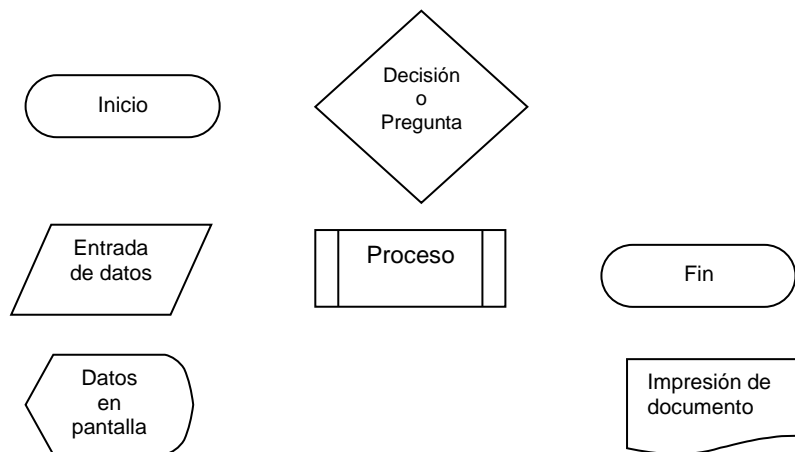 Inicio
Decisión
o
Pregunta
Entrada
de datos
Proceso
Fin
Datos
en
pantalla
Impresión de
documento